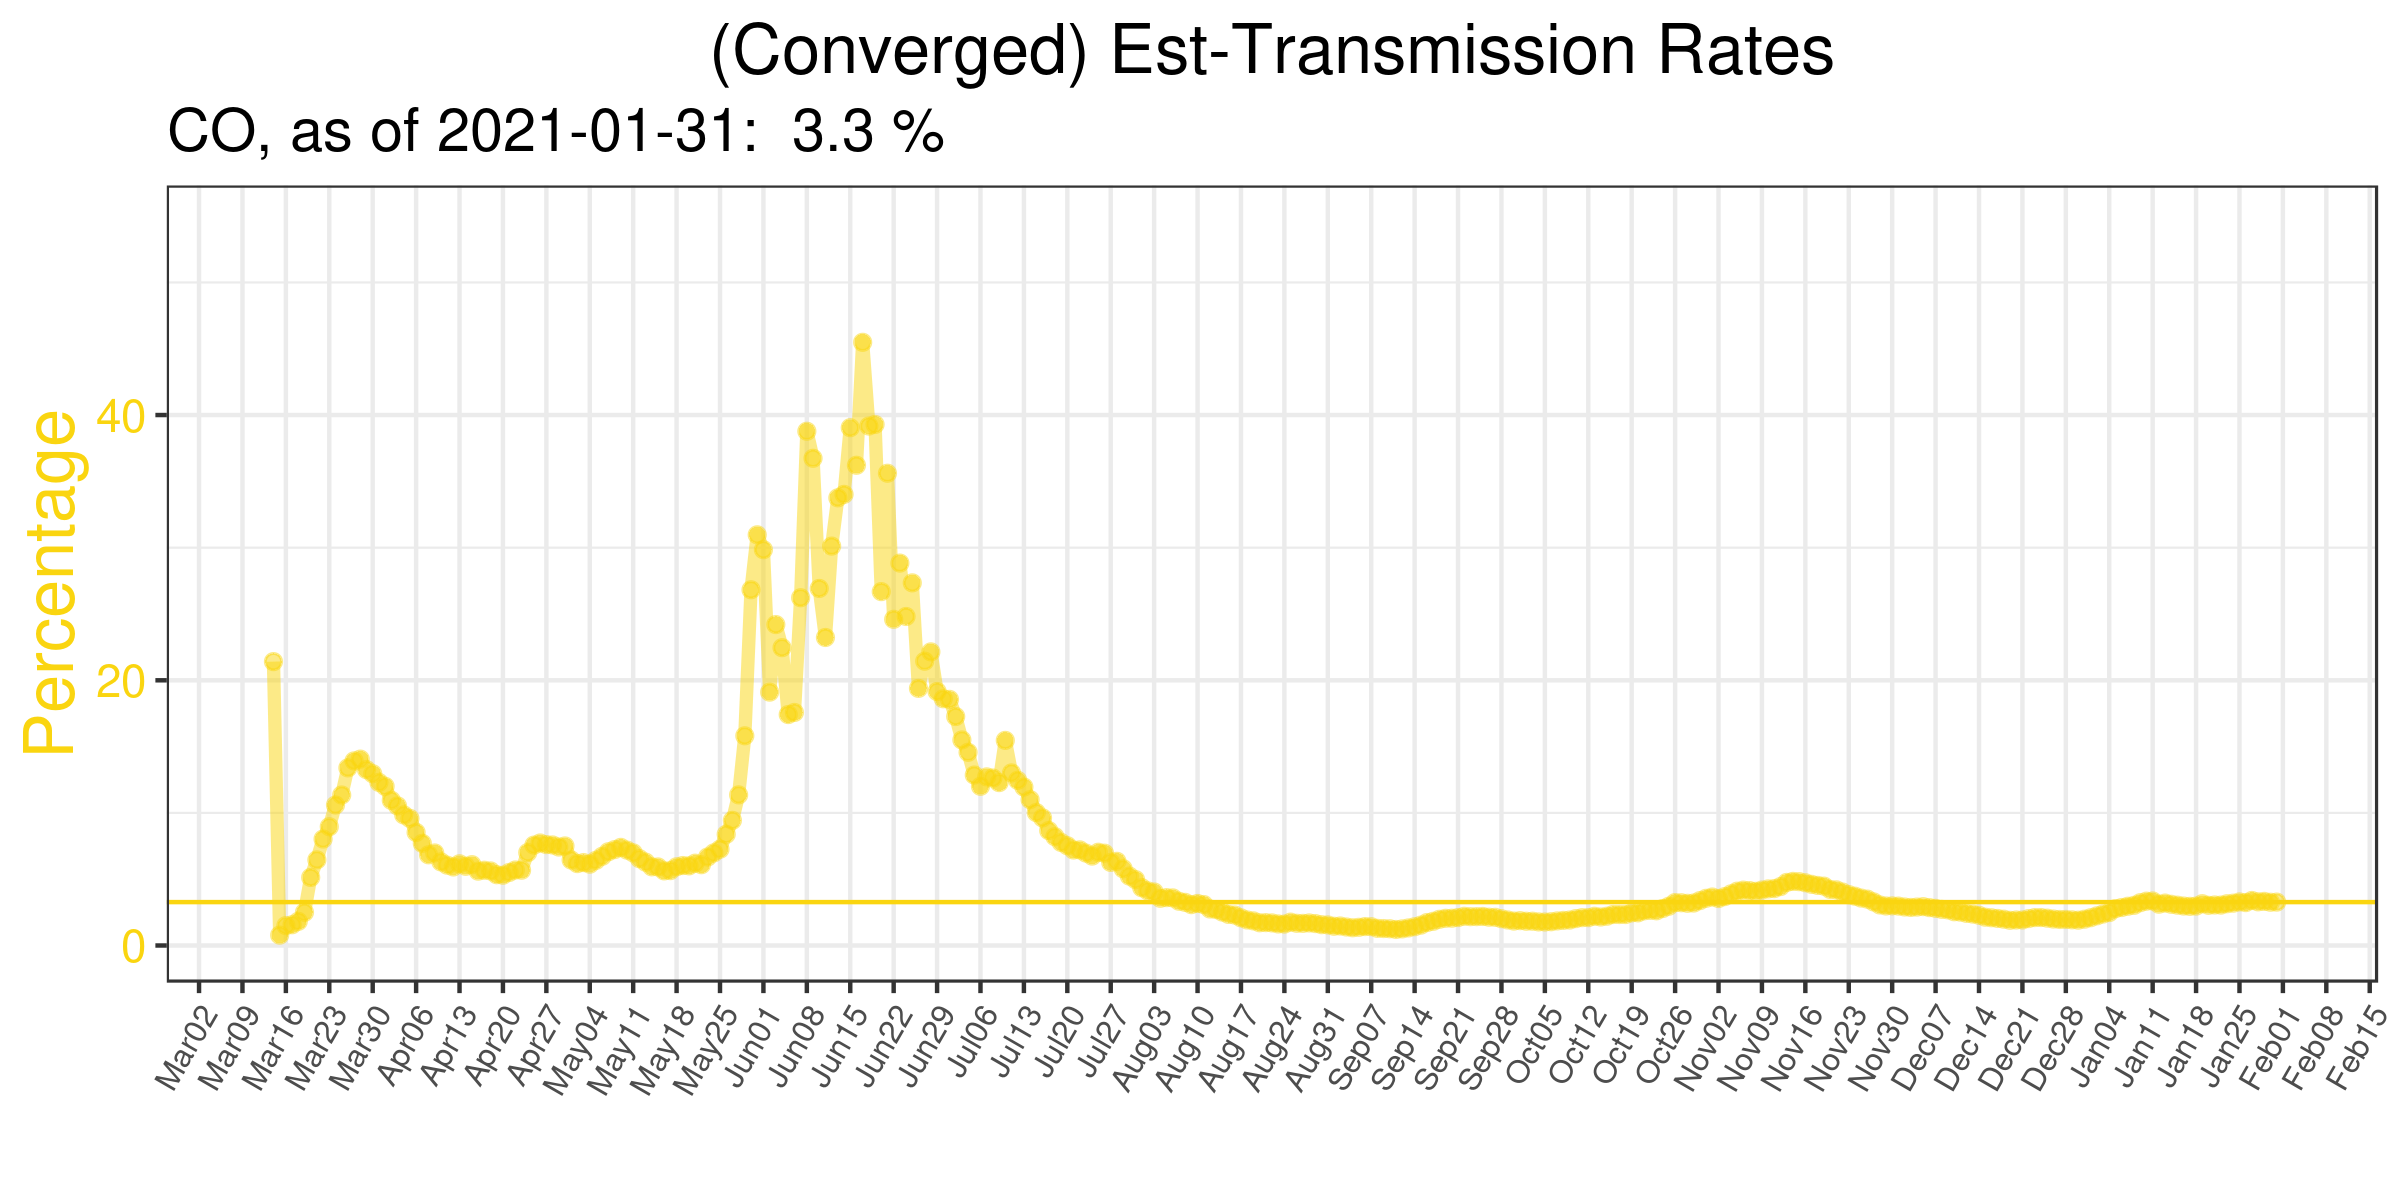 (Converged) Est-Transmission Rates
CO, as of 2021-01-31:  3.3 %
Percentage
40
20
0
Mar02
Mar09
Mar16
Mar23
Mar30
Apr06
Apr13
Apr20
Apr27
May04
May11
May18
May25
Jun01
Jun08
Jun15
Jun22
Jun29
Jul06
Jul13
Jul20
Jul27
Aug03
Aug10
Aug17
Aug24
Aug31
Sep07
Sep14
Sep21
Sep28
Oct05
Oct12
Oct19
Oct26
Nov02
Nov09
Nov16
Nov23
Nov30
Dec07
Dec14
Dec21
Dec28
Jan04
Jan11
Jan18
Jan25
Feb01
Feb08
Feb15